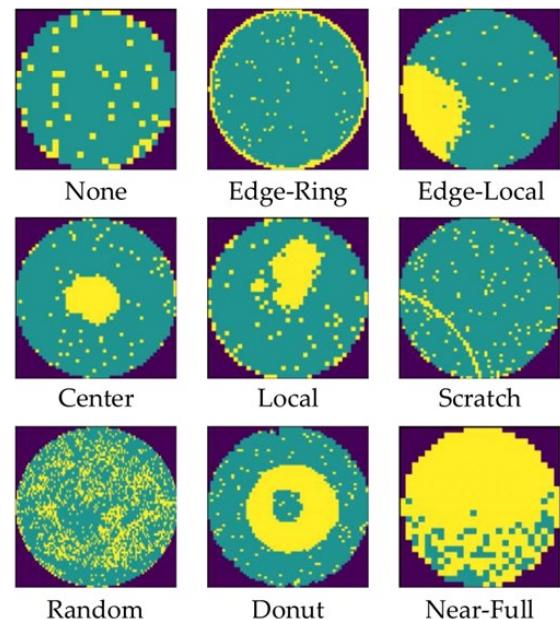 None
Edge-Ring
Edge-Local
Center
Local
Scratch
Random
Donut
Near-Full